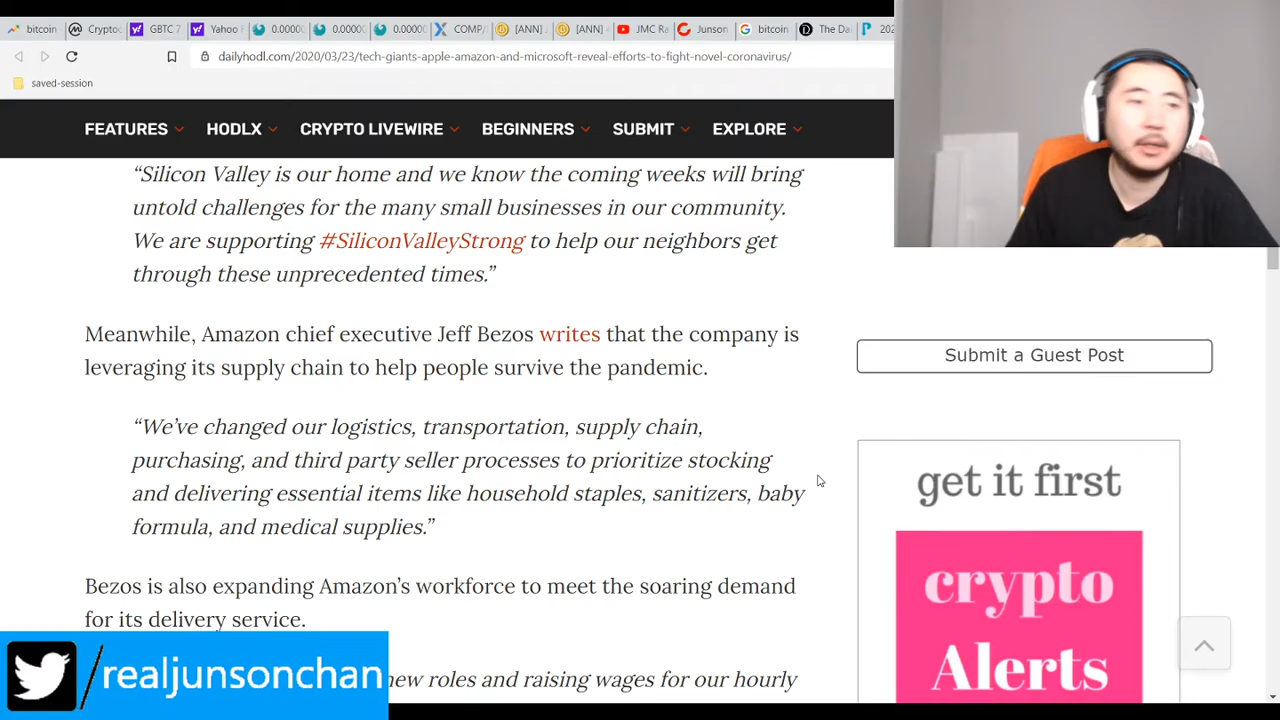 bitcoin
Crypto
GBTC 7
Yahoo
0.0000
0.0000
0.0000
COMP/
[ANN]
[ANN]
JMC Ra
Junson
bitcoin
The Da
202
dailyhodl.com/2020/03/23/tech-giants-apple-amazon-and-microsoft-reveal-efforts-to-fight-novel-coronavirus/
saved-session
FEATURES
HODLX
CRYPTO LIVEWIRE
BEGINNERS
SUBMIT
EXPLORE
“Silicon Valley is our home and we know the coming weeks will bring
untold challenges for the many small businesses in our community.
We are supporting #SiliconValleyStrong to help our neighbors get
through these unprecedented times.”
Meanwhile, Amazon chief executive Jeff Bezos writes that the company is
leveraging its supply chain to help people survive the pandemic.
“We’ve changed our logistics, transportation, supply chain,
purchasing, and third party seller processes to prioritize stocking
and delivering essential items like household staples, sanitizers, baby
formula, and medical supplies.”
Bezos is also expanding Amazon’s workforce to meet the soaring demand
for its delivery service.
new roles and raising wages for our hourly
Submit a Guest Post
get it first
crypto
Alerts
/realjunsonchan